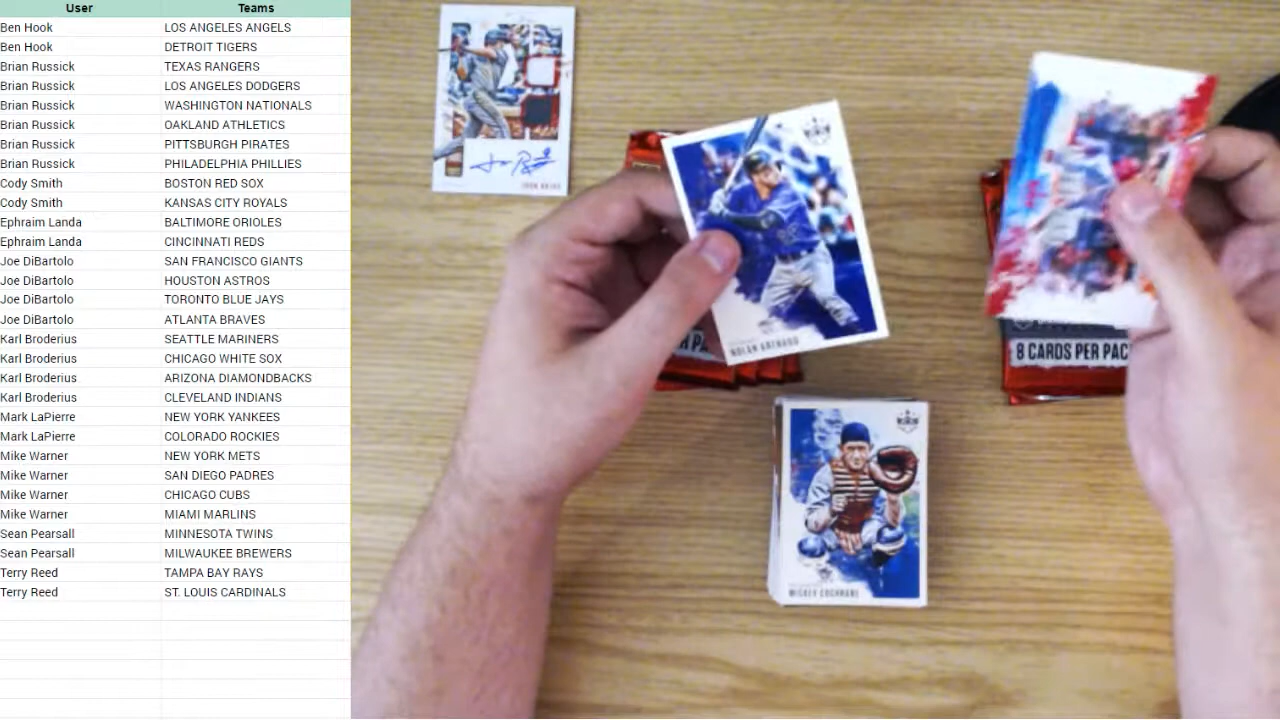 User Teams
Ben Hook LOS ANGELES ANGELS
Ben Hook DETROIT TIGERS
Brian Russick TEXAS RANGERS
Brian Russick LOS ANGELES DODGERS
Brian Russick WASHINGTON NATIONALS
Brian Russick OAKLAND ATHLETICS
Brian Russick PITTSBURGH PIRATES
Brian Russick PHILADELPHIA PHILLIES
Cody Smith BOSTON RED SOX
Cody Smith KANSAS CITY ROYALS
Ephraim Landa BALTIMORE ORIOLES
Ephraim Landa CINCINNATI REDS
Joe DiBartolo SAN FRANCISCO GIANTS
Joe DiBartolo HOUSTON ASTROS
Joe DiBartolo TORONTO BLUE JAYS
Joe DiBartolo ATLANTA BRAVES
Karl Broderius SEATTLE MARINERS
Karl Broderius CHICAGO WHITE SOX
Karl Broderius ARIZONA DIAMONDBACKS
Karl Broderius CLEVELAND INDIANS
Mark LaPierre NEW YORK YANKEES
Mark LaPierre COLORADO ROCKIES
Mike Warner NEW YORK METS
Mike Warner SAN DIEGO PADRES
Mike Warner CHICAGO CUBS
Mike Warner MIAMI MARLINS
Sean Pearsall MINNESOTA TWINS
Sean Pearsall MILWAUKEE BREWERS
Terry Reed TAMPA BAY RAYS
Terry Reed ST. LOUIS CARDINALS
NOLAN ARENADO
8 CARDS PER PAC
MICKEY COCHRANE